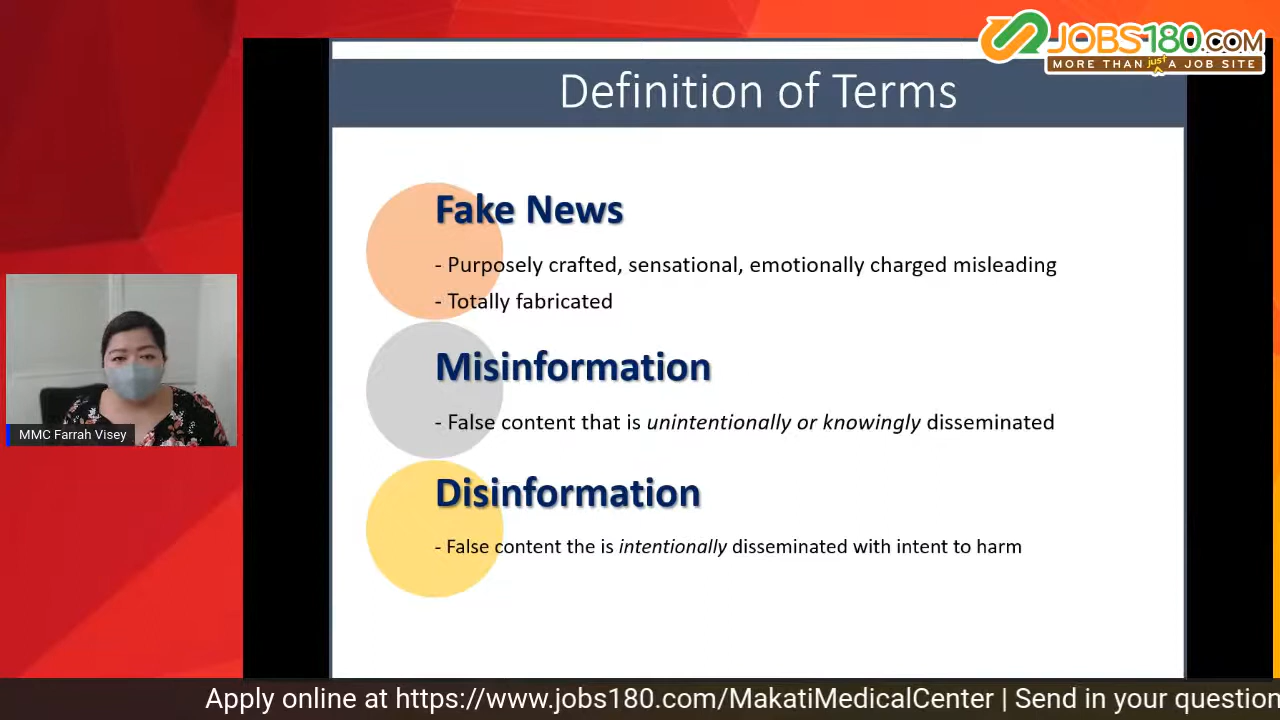 JOBS180.COM
MORE THAN just A JOB SITE
Definition of Terms
Fake News
- Purposely crafted, sensational, emotionally charged misleading
- Totally fabricated
Misinformation
- False content that is unintentionally or knowingly disseminated
Disinformation
- False content the is intentionally disseminated with intent to harm
MMC Farrah Visey
Apply online at https://www.jobs180.com/MakatiMedicalCenter | Send in your question